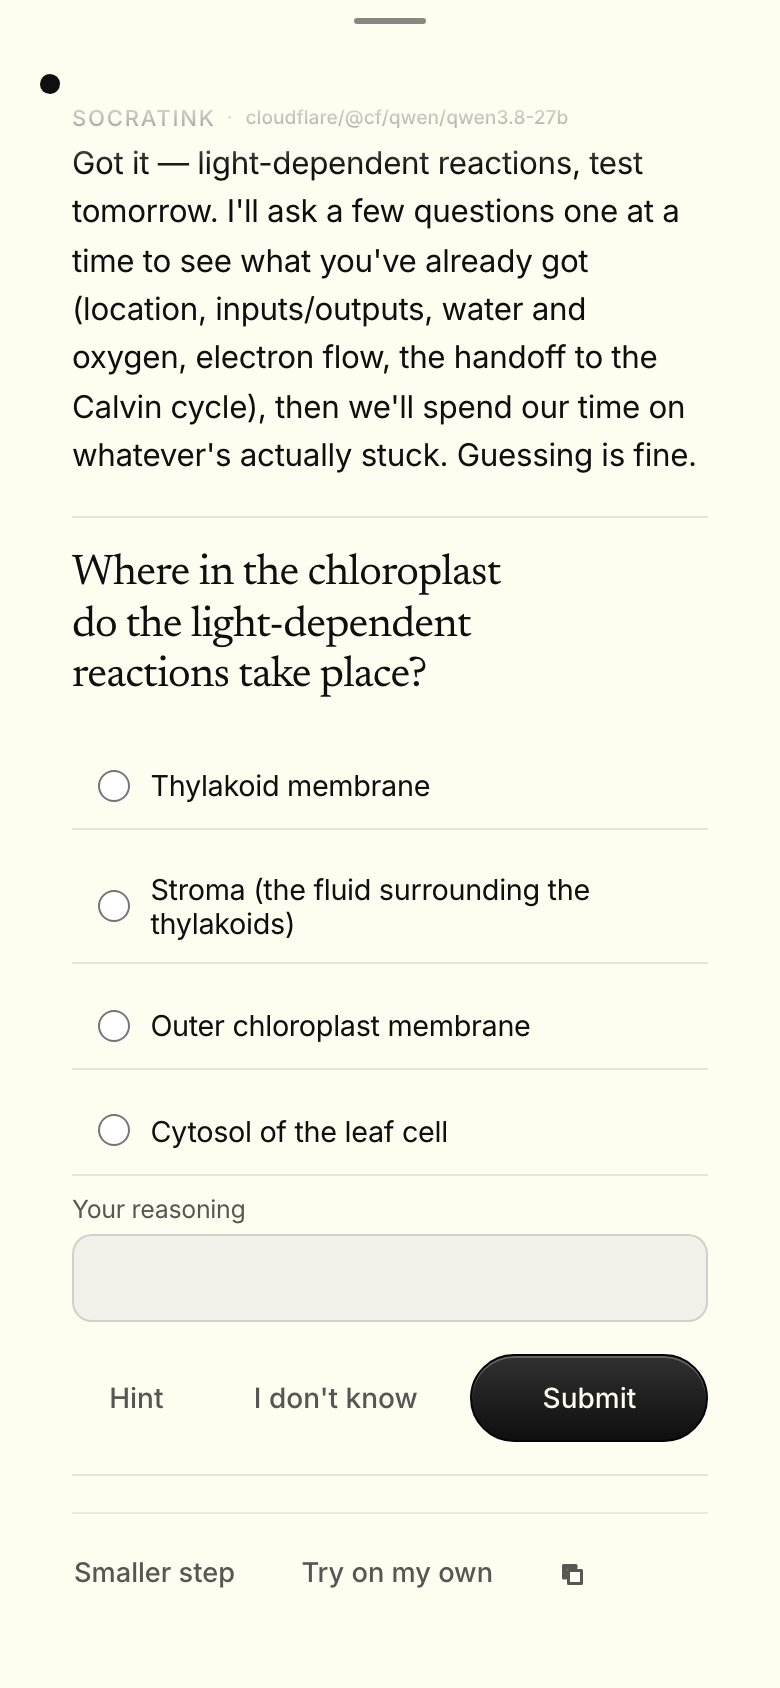 SOCRATINK · cloudflare/@cf/qwen/qwen3.8-27b
Got it — light-dependent reactions, test
tomorrow. I'll ask a few questions one at a
time to see what you've already got
(location, inputs/outputs, water and
oxygen, electron flow, the handoff to the
Calvin cycle), then we'll spend our time on
whatever's actually stuck. Guessing is fine.
Where in the chloroplast
do the light-dependent
reactions take place?
Thylakoid membrane
Stroma (the fluid surrounding the
thylakoids)
Outer chloroplast membrane
Cytosol of the leaf cell
Your reasoning
Hint I don't know Submit
Smaller step Try on my own